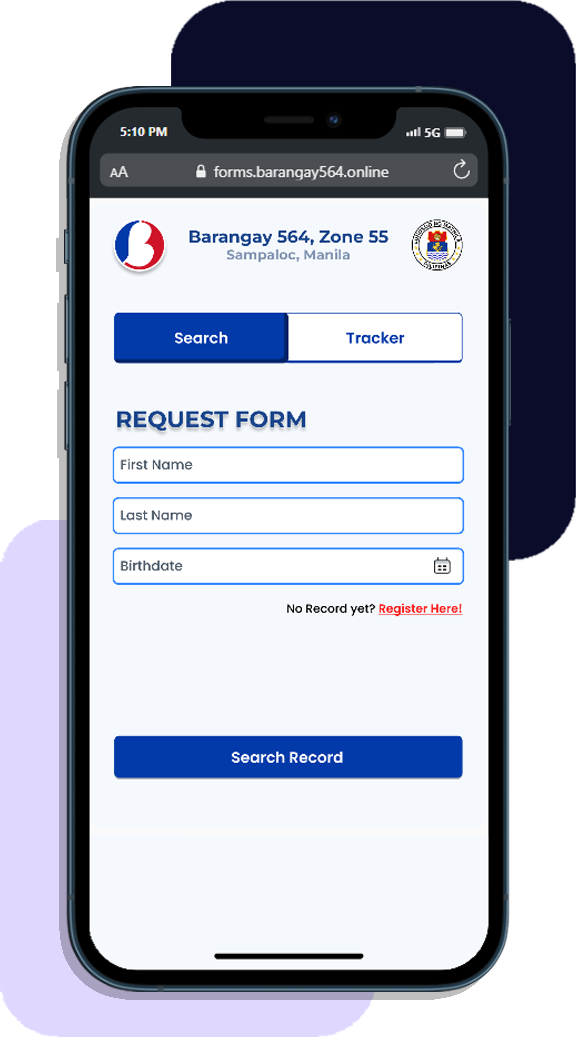 5:10 PM
5G
AA
forms.barangay564.online
Barangay 564, Zone 55
Sampaloc, Manila
Search
Tracker
REQUEST FORM
First Name
Last Name
Birthdate
No Record yet? Register Here!
Search Record